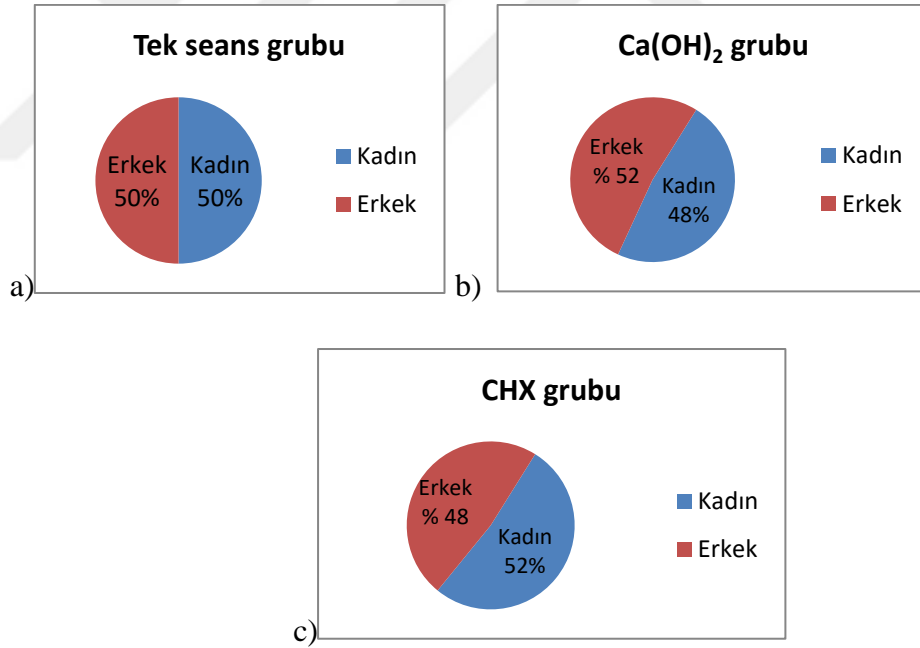 Tek seans grubu
Erkek
50%
Kadın
50%
Kadın
Erkek
a)
Ca(OH)₂ grubu
Erkek
% 52
Kadın
48%
Kadın
Erkek
b)
CHX grubu
Erkek
% 48
Kadın
52%
Kadın
Erkek
c)